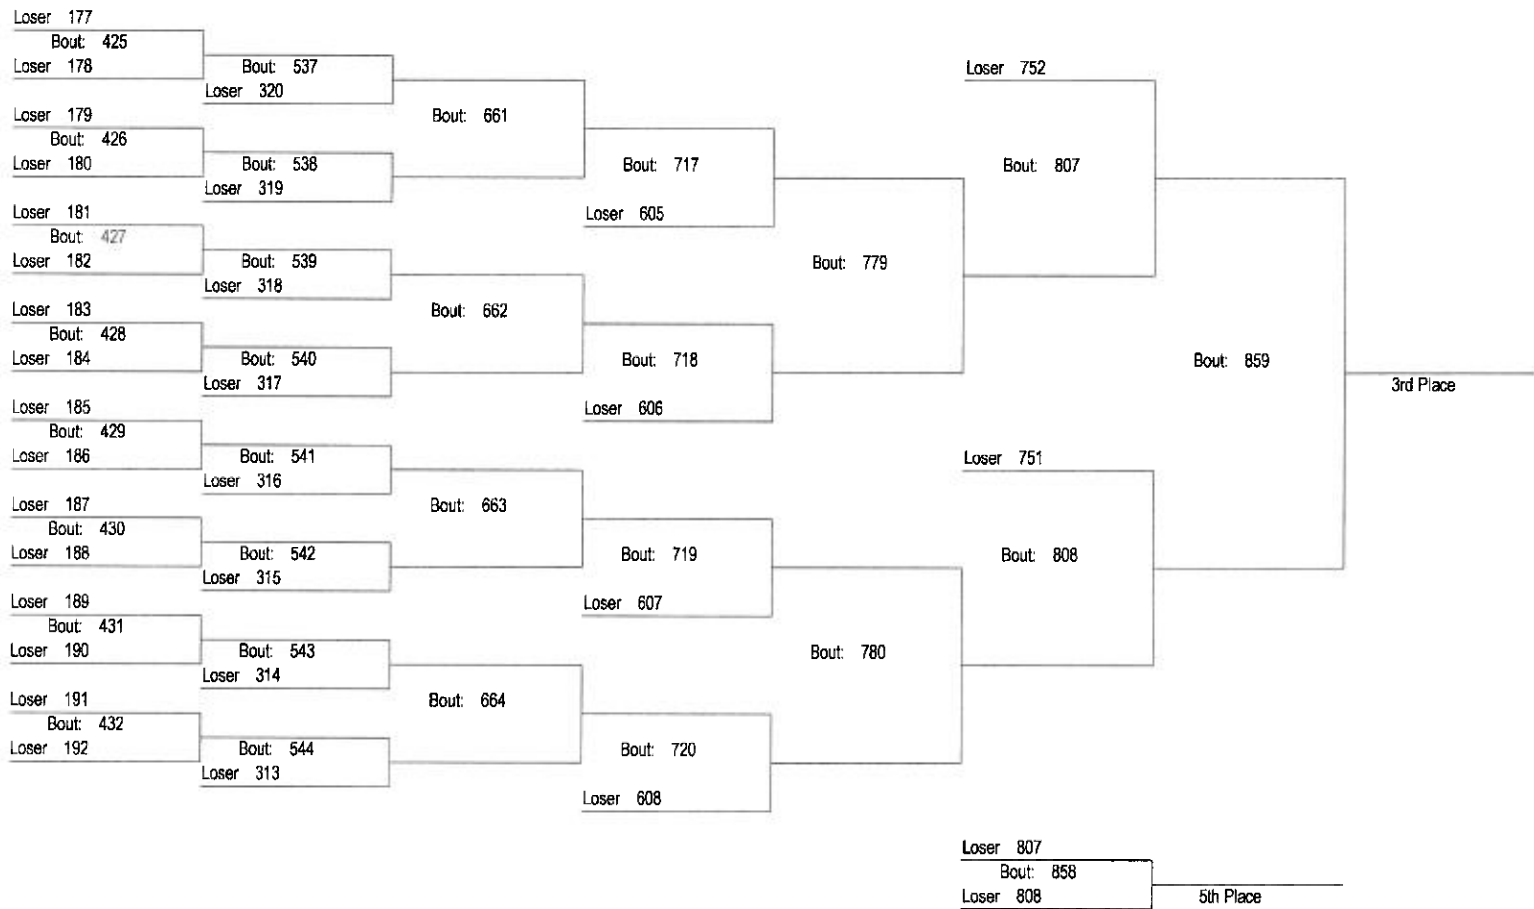 Loser 177
Bout: 425
Loser 178
Bout: 537
Loser 320
Loser 179
Bout: 426
Loser 180
Bout: 538
Loser 319
Bout: 661
Loser 181
Bout: 427
Loser 182
Bout: 539
Loser 318
Loser 183
Bout: 428
Loser 184
Bout: 540
Loser 317
Bout: 662
Loser 185
Bout: 429
Loser 186
Bout: 541
Loser 316
Loser 187
Bout: 430
Loser 188
Bout: 542
Loser 315
Bout: 663
Loser 189
Bout: 431
Loser 190
Bout: 543
Loser 314
Loser 191
Bout: 432
Loser 192
Bout: 544
Loser 313
Bout: 664
Bout: 717
Loser 605
Bout: 718
Loser 606
Bout: 719
Loser 607
Bout: 720
Loser 608
Bout: 779
Bout: 780
Loser 752
Bout: 807
Loser 751
Bout: 808
Bout: 859
3rd Place
Loser 807
Bout: 858
Loser 808
5th Place